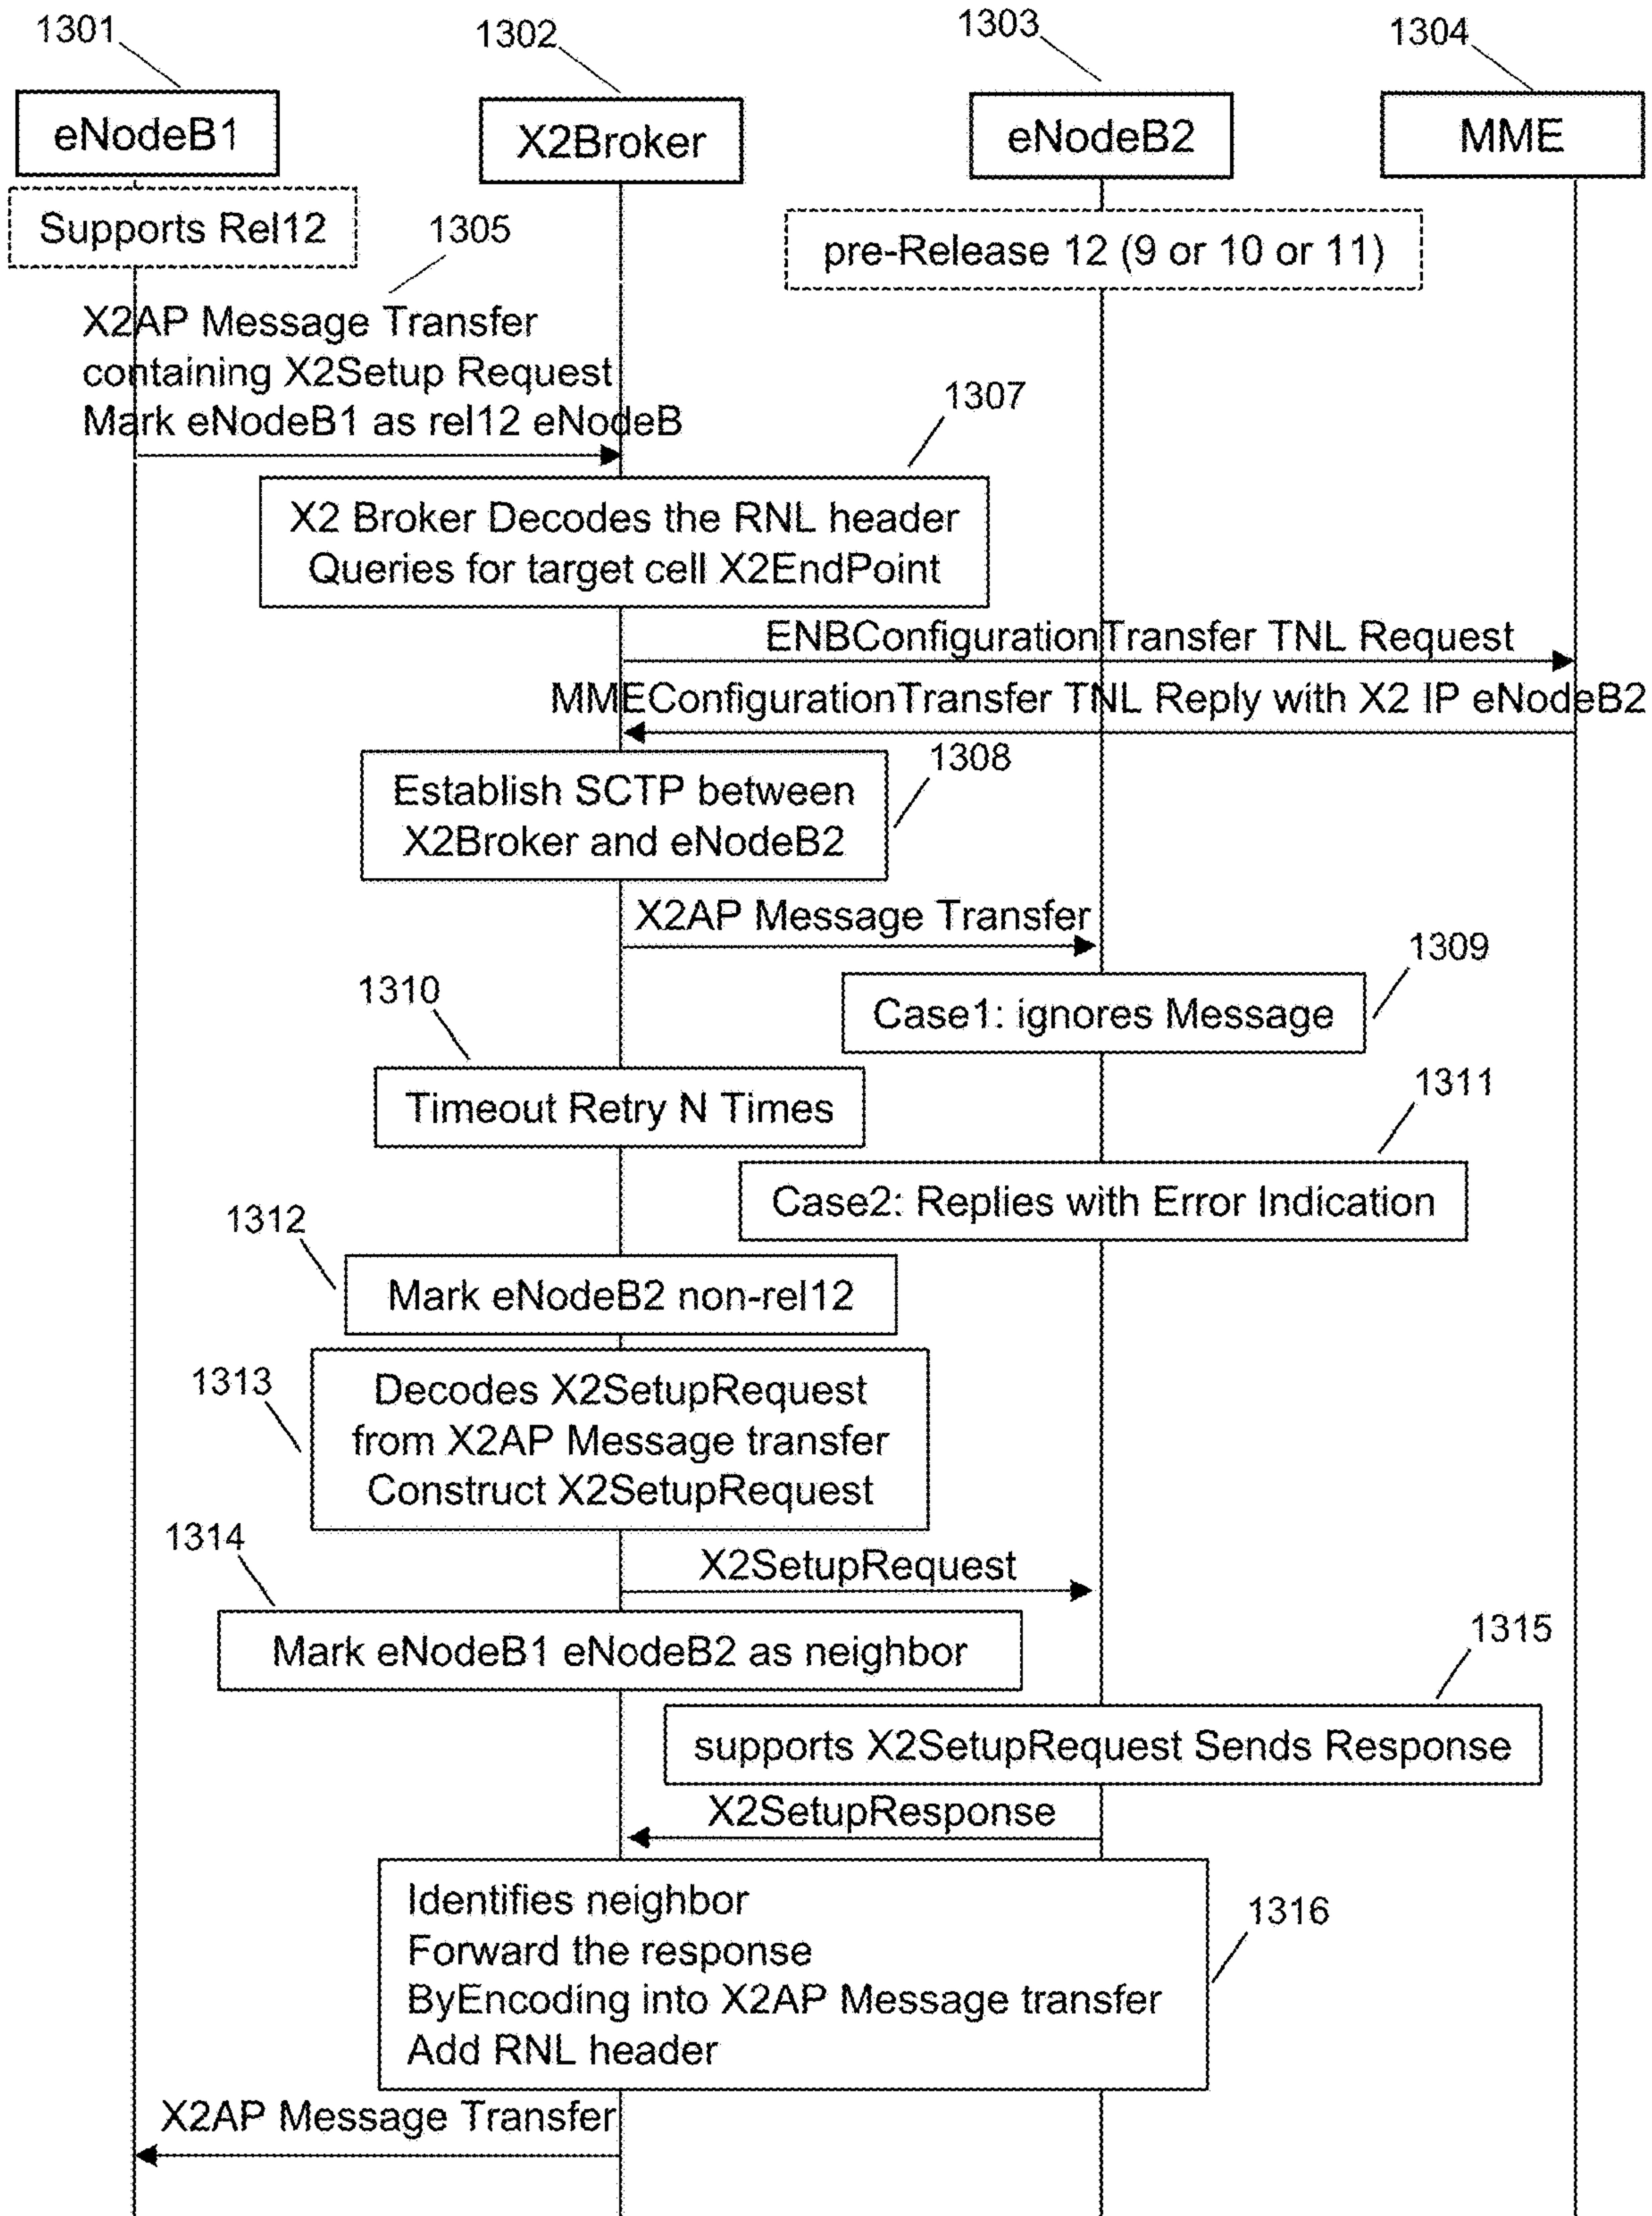 1301
1302
1303
1304
eNodeB1
X2Broker
eNodeB2
MME
Supports Rel12
1305
pre-Release 12 (9 or 10 or 11)
X2AP Message Transfer
containing X2Setup Request
Mark eNodeB1 as rel12 eNodeB
1307
X2 Broker Decodes the RNL header
Queries for target cell X2EndPoint
ENBConfigurationTransfer TNL Request
MMEConfigurationTransfer TNL Reply with X2 IP eNodeB2
1308
Establish SCTP between
X2Broker and eNodeB2
X2AP Message Transfer
1309
Case1: ignores Message
1310
Timeout Retry N Times
1311
Case2: Replies with Error Indication
1312
Mark eNodeB2 non-rel12
1313
Decodes X2SetupRequest
from X2AP Message transfer
Construct X2SetupRequest
1314
X2SetupRequest
Mark eNodeB1 eNodeB2 as neighbor
1315
supports X2SetupRequest Sends Response
X2SetupResponse
Identifies neighbor
Forward the response
ByEncoding into X2AP Message transfer
Add RNL header
1316
X2AP Message Transfer